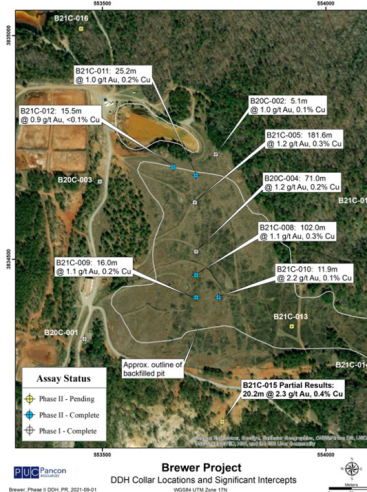 553500
554000
B21C-016
3835000
B21C-011: 25.2m
@ 1.0 g/t Au, 0.2% Cu
B21C-012: 15.5m
@ 0.9 g/t Au, <0.1% Cu
B20C-002: 5.1m
@ 1.0 g/t Au, 0.1% Cu
B21C-005: 181.6m
@ 1.2 g/t Au, 0.3% Cu
B20C-003
B20C-004: 71.0m
@ 1.2 g/t Au, 0.2% Cu
B21C-008: 102.0m
@ 1.1 g/t Au, 0.3% Cu
3834500
B21C-009: 16.0m
@ 1.1 g/t Au, 0.2% Cu
B21C-010: 11.9m
@ 2.2 g/t Au, 0.1% Cu
B21C-013
B20C-001
Approx. outline of
backfilled pit
Assay Status
Phase II - Pending
Phase II - Complete
Phase I - Complete
B21C-015 Partial Results:
20.2m @ 2.3 g/t Au, 0.4% Cu
PUC Pancon
RESOURCES
Brewer Project
DDH Collar Locations and Significant Intercepts
WGS84 UTM Zone 17N
Brewer_Phase II DDH_PR_2021-09-01
Meters